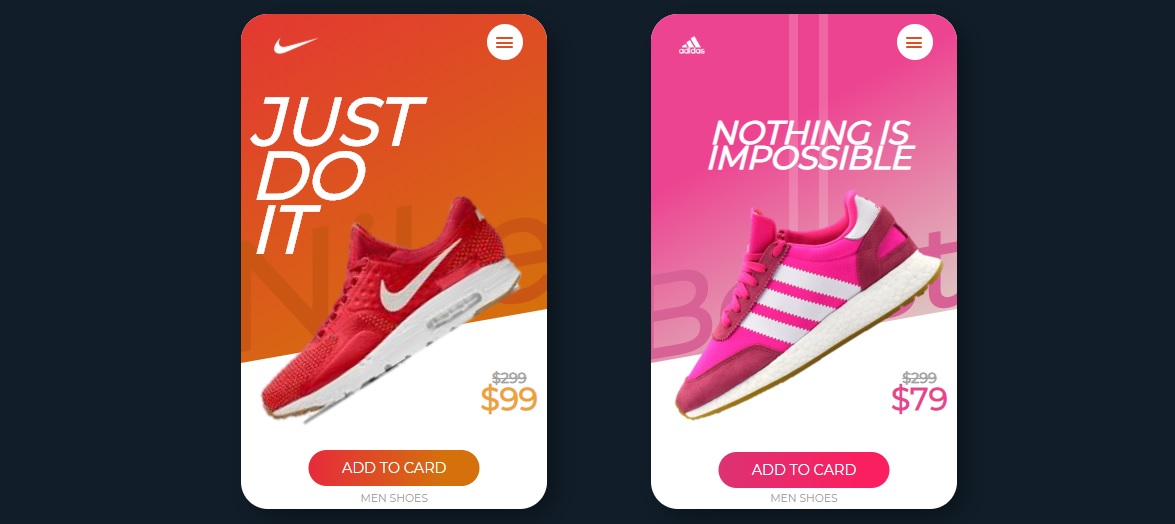 JUST
DO
IT
Nike
$299
$99
ADD TO CARD
MEN SHOES
adidas
NOTHING IS
IMPOSSIBLE
$299
$79
ADD TO CARD
MEN SHOES